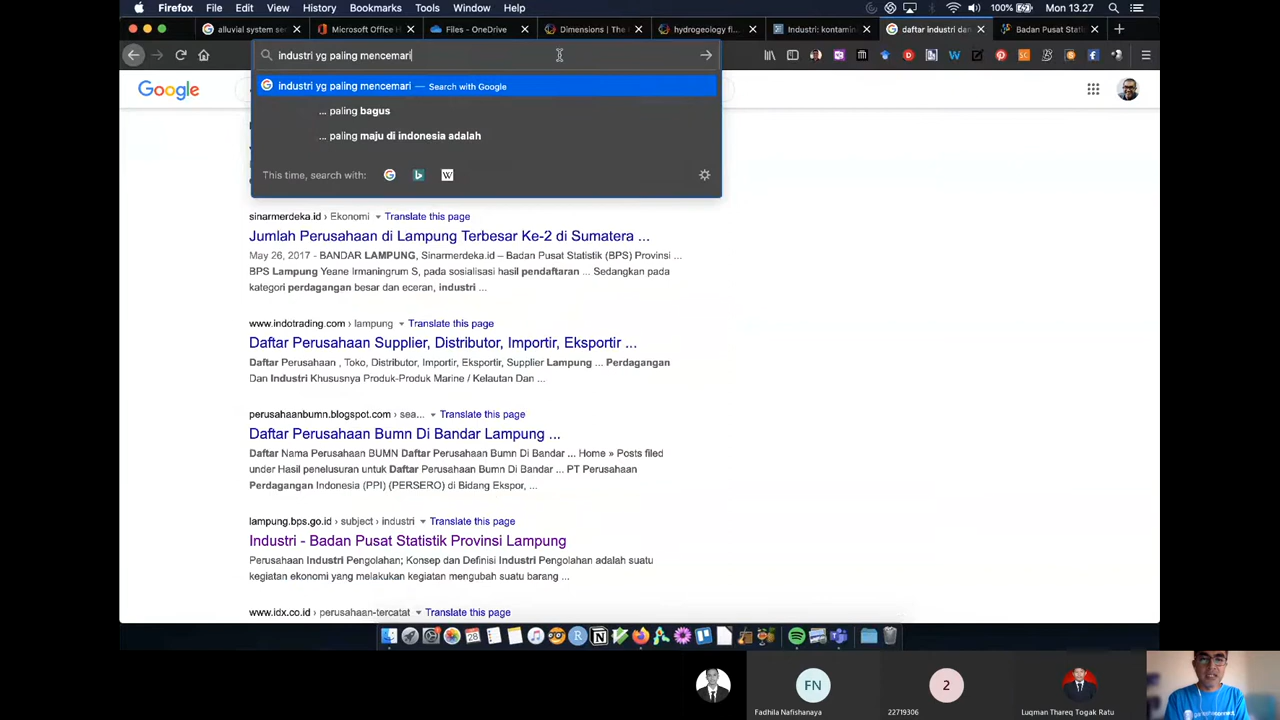 Firefox File Edit View History Bookmarks Tools Window Help 100% Mon 13.27
alluvial system sec
Microsoft Office H
Files - OneDrive
Dimensions | The
hydrogeology fi
Industri: kontamin
daftar industri dan
Badan Pusat Stati
industri yg paling mencemari
Google
industri yg paling mencemari — Search with Google
... paling bagus
... paling maju di indonesia adalah
This time, search with:
sinarmerdeka.id › Ekonomi Translate this page
Jumlah Perusahaan di Lampung Terbesar Ke-2 di Sumatera ...
May 26, 2017 - BANDAR LAMPUNG, Sinarmerdeka.id – Badan Pusat Statistik (BPS) Provinsi ...
BPS Lampung Yeane Irmaningrum S, pada sosialisasi hasil pendaftaran ... Sedangkan pada
kategori perdagangan besar dan eceran, industri ...
www.indotrading.com › lampung Translate this page
Daftar Perusahaan Supplier, Distributor, Importir, Eksportir ...
Daftar Perusahaan , Toko, Distributor, Importir, Eksportir, Supplier Lampung ... Perdagangan
Dan Industri Khususnya Produk-Produk Marine / Kelautan Dan ...
perusahaanbumn.blogspot.com › sea... Translate this page
Daftar Perusahaan Bumn Di Bandar Lampung ...
Daftar Nama Perusahaan BUMN Daftar Perusahaan Bumn Di Bandar ... Home » Posts filed
under Hasil penelusuran untuk Daftar Perusahaan Bumn Di Bandar ... PT Perusahaan
Perdagangan Indonesia (PPI) (PERSERO) di Bidang Ekspor, ...
lampung.bps.go.id › subject › industri Translate this page
Industri - Badan Pusat Statistik Provinsi Lampung
Perusahaan Industri Pengolahan; Konsep dan Definisi Industri Pengolahan adalah suatu
kegiatan ekonomi yang melakukan kegiatan mengubah suatu barang ...
www.idx.co.id › perusahaan-tercatat Translate this page
FN
2
Fadhila Nafishanaya
22719306
Luqman Thareq Togak Ratu